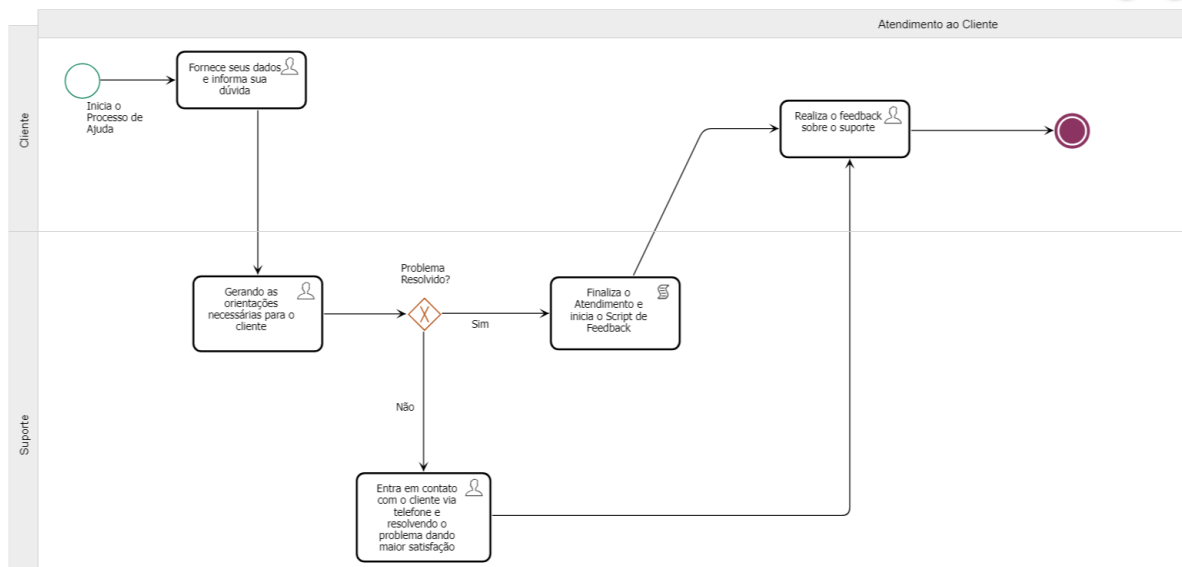 Atendimento ao Cliente
Cliente
Inicia o
Processo de
Ajuda
Fornece seus dados
e informa sua
dúvida
Realiza o feedback
sobre o suporte
Suporte
Gerando as
orientações
necessárias para o
cliente
Problema
Resolvido?
X
Sim
Não
Finaliza o
Atendimento e
inicia o Script de
Feedback
Entra em contato
com o cliente via
telefone e
resolvendo o
problema dando
maior satisfação